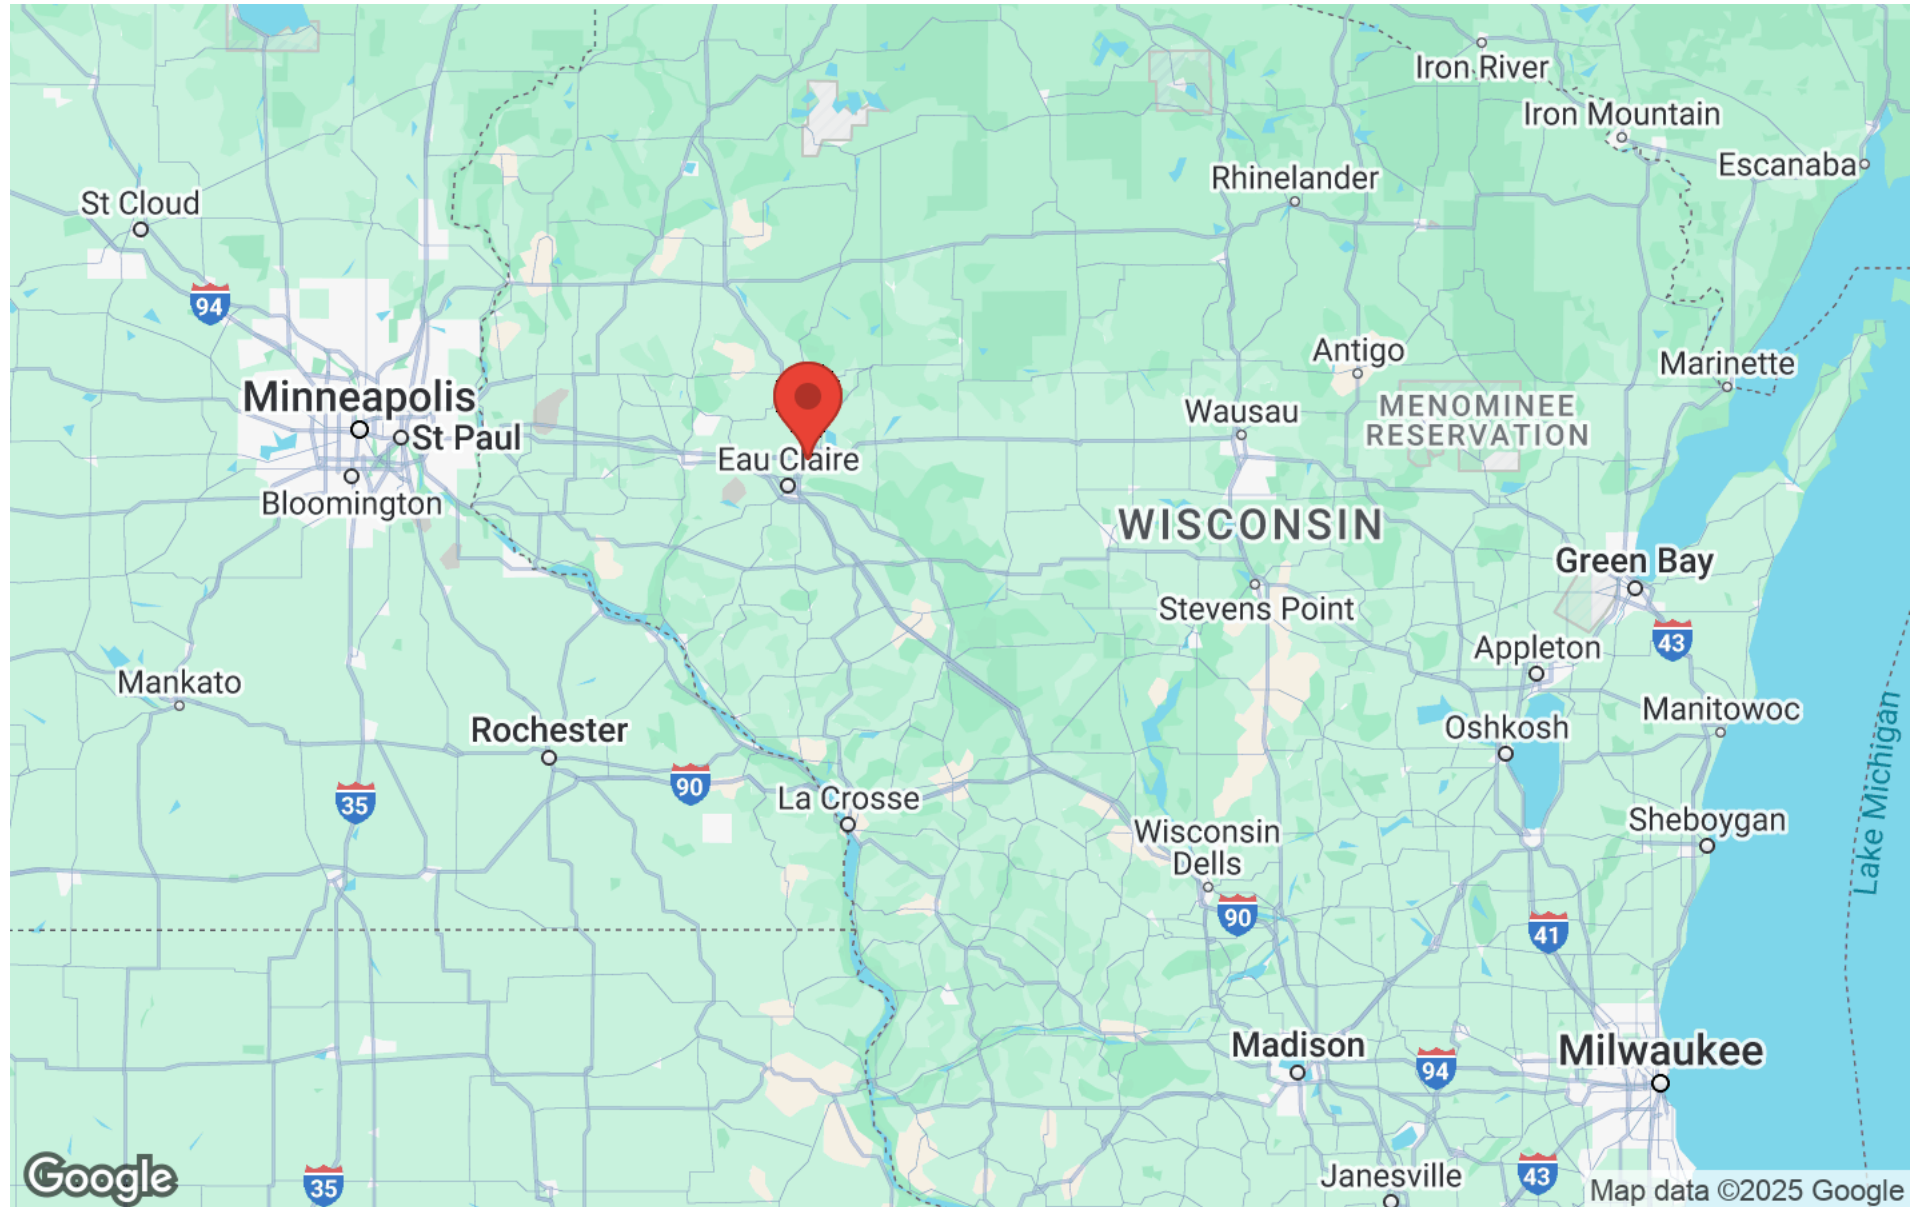 Iron River
Iron Mountain
Escanaba
Rhinelander
St Cloud
94
Antigo
Marinette
Minneapolis
St Paul
Wausau
MENOMINEE
RESERVATION
Eau Claire
Bloomington
WISCONSIN
Green Bay
Stevens Point
43
Appleton
Mankato
Manitowoc
Rochester
Oshkosh
Lake Michigan
90
35
La Crosse
Sheboygan
Wisconsin
Dells
90
41
Madison
Milwaukee
94
Google
35
Janesville
43
Map data ©2025 Google